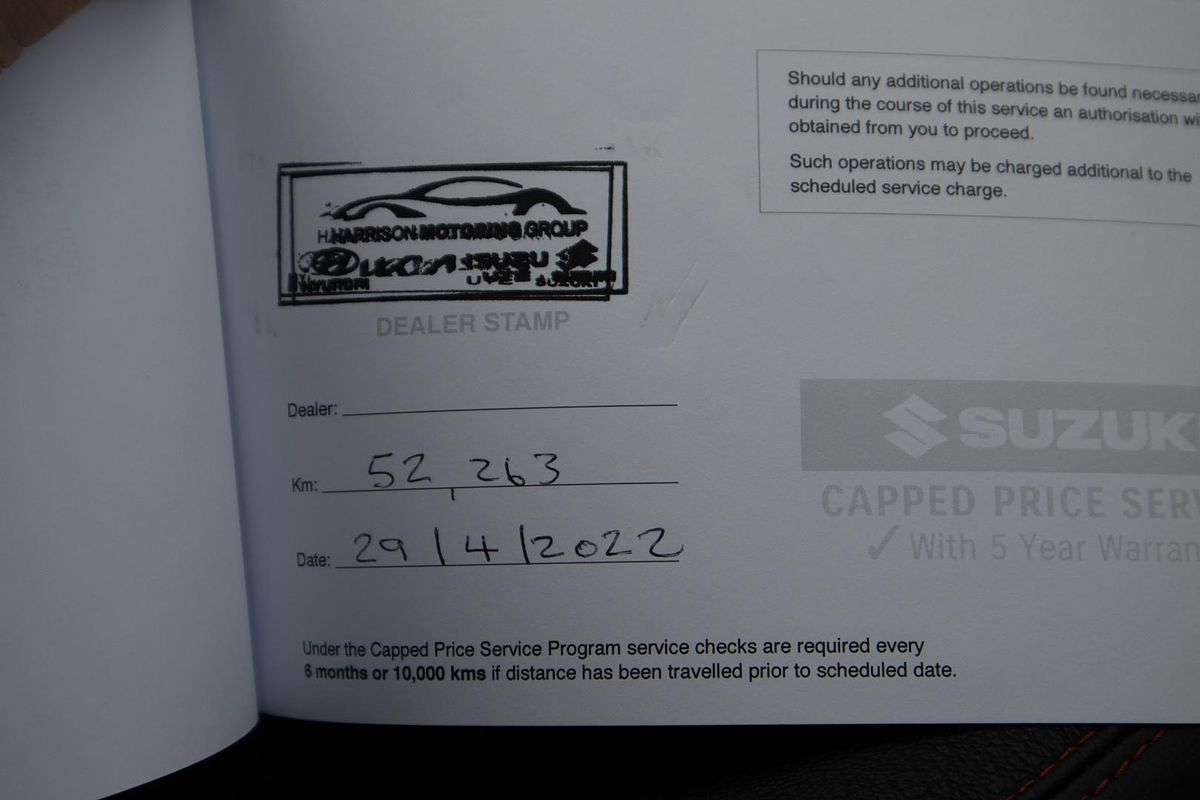 Should any additional operations be found necessar
during the course of this service an authorisation wi
obtained from you to proceed.
Such operations may be charged additional to the
scheduled service charge.
HARRISON MOTORING GROUP
HYUNDAI ISUZU UTE SUZUKI
DEALER STAMP
Dealer:
Km: 52,263
Date: 29/4/2022
SUZUK
CAPPED PRICE SERV
✓ With 5 Year Warran
Under the Capped Price Service Program service checks are required every
6 months or 10,000 kms if distance has been travelled prior to scheduled date.